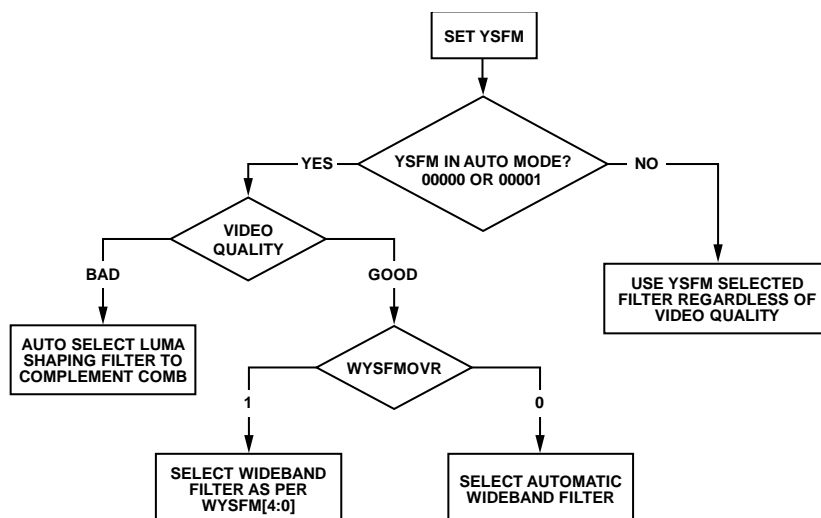 SET YSFM
YSFM IN AUTO MODE?
00000 OR 00001
YES
NO
VIDEO
QUALITY
BAD
GOOD
USE YSFM SELECTED
FILTER REGARDLESS OF
VIDEO QUALITY
AUTO SELECT LUMA
SHAPING FILTER TO
COMPLEMENT COMB
WYSFMOVR
1
0
SELECT WIDEBAND
FILTER AS PER
WYSFM[4:0]
SELECT AUTOMATIC
WIDEBAND FILTER